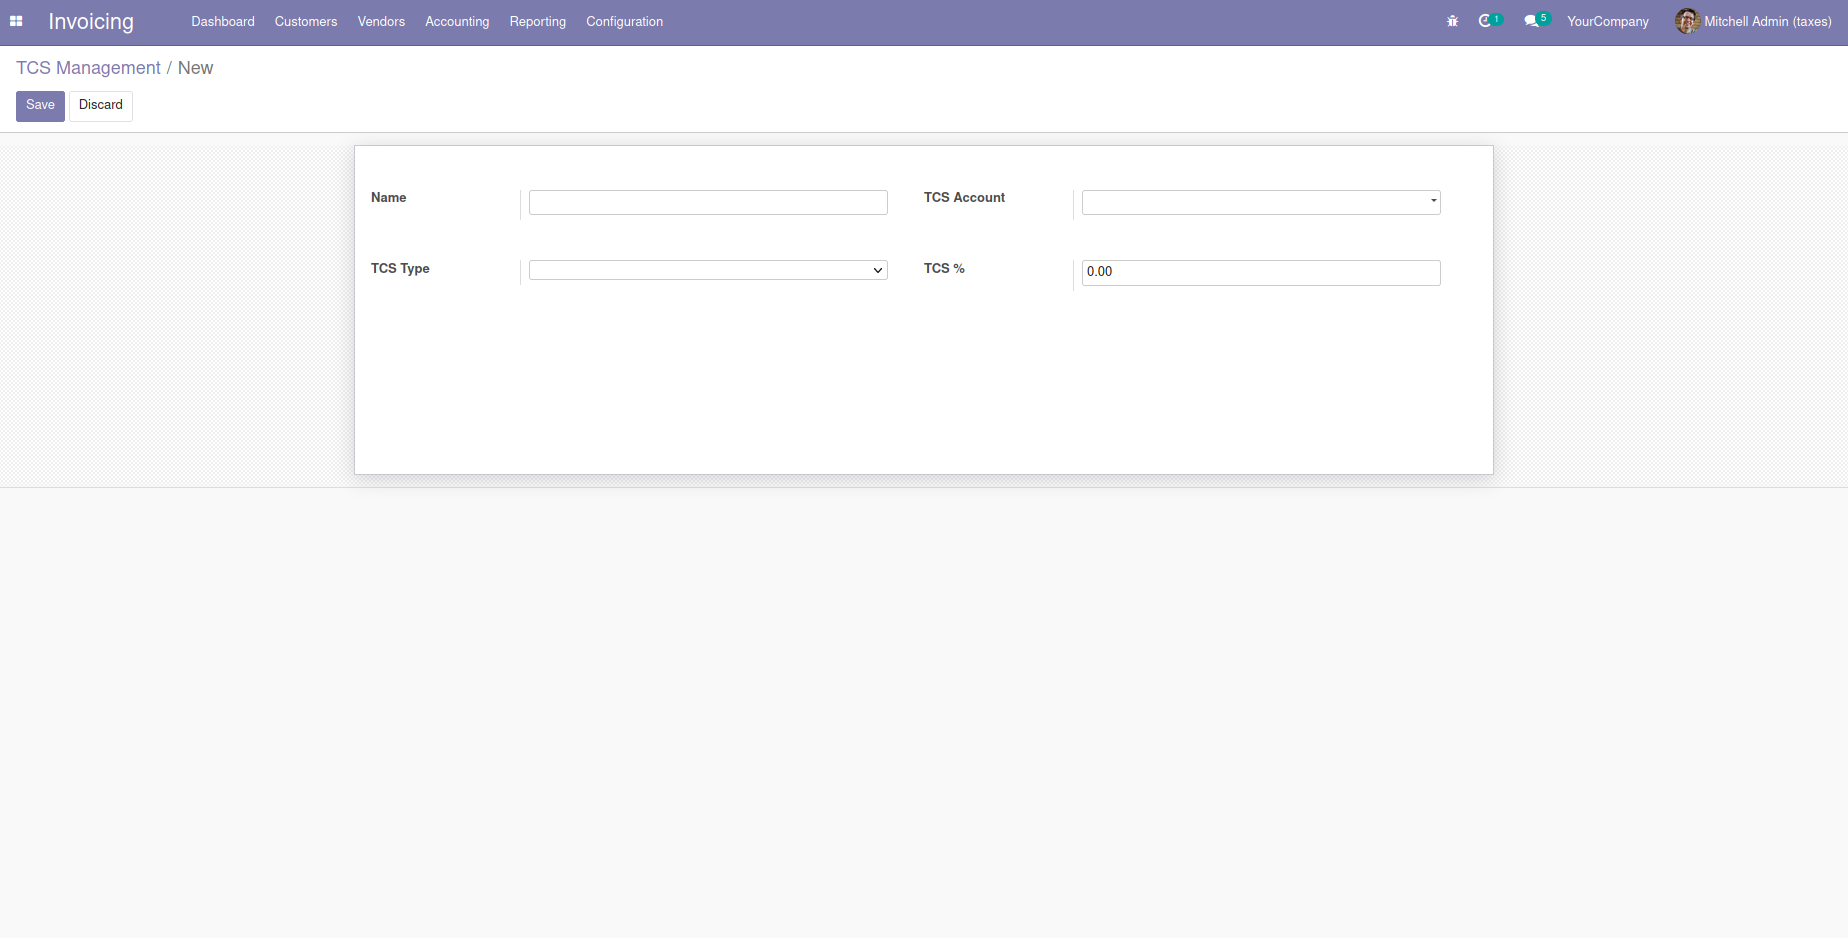 Invoicing Dashboard Customers Vendors Accounting Reporting Configuration 1 5 YourCompany Mitchell Admin (taxes)
TCS Management / New
Save Discard
Name TCS Account
TCS Type TCS % 0.00